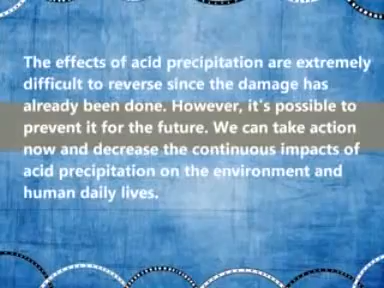 The effects of acid precipitation are extremely
difficult to reverse since the damage has
already been done. However, it's possible to
prevent it for the future. We can take action
now and decrease the continuous impacts of
acid precipitation on the environment and
human daily lives.